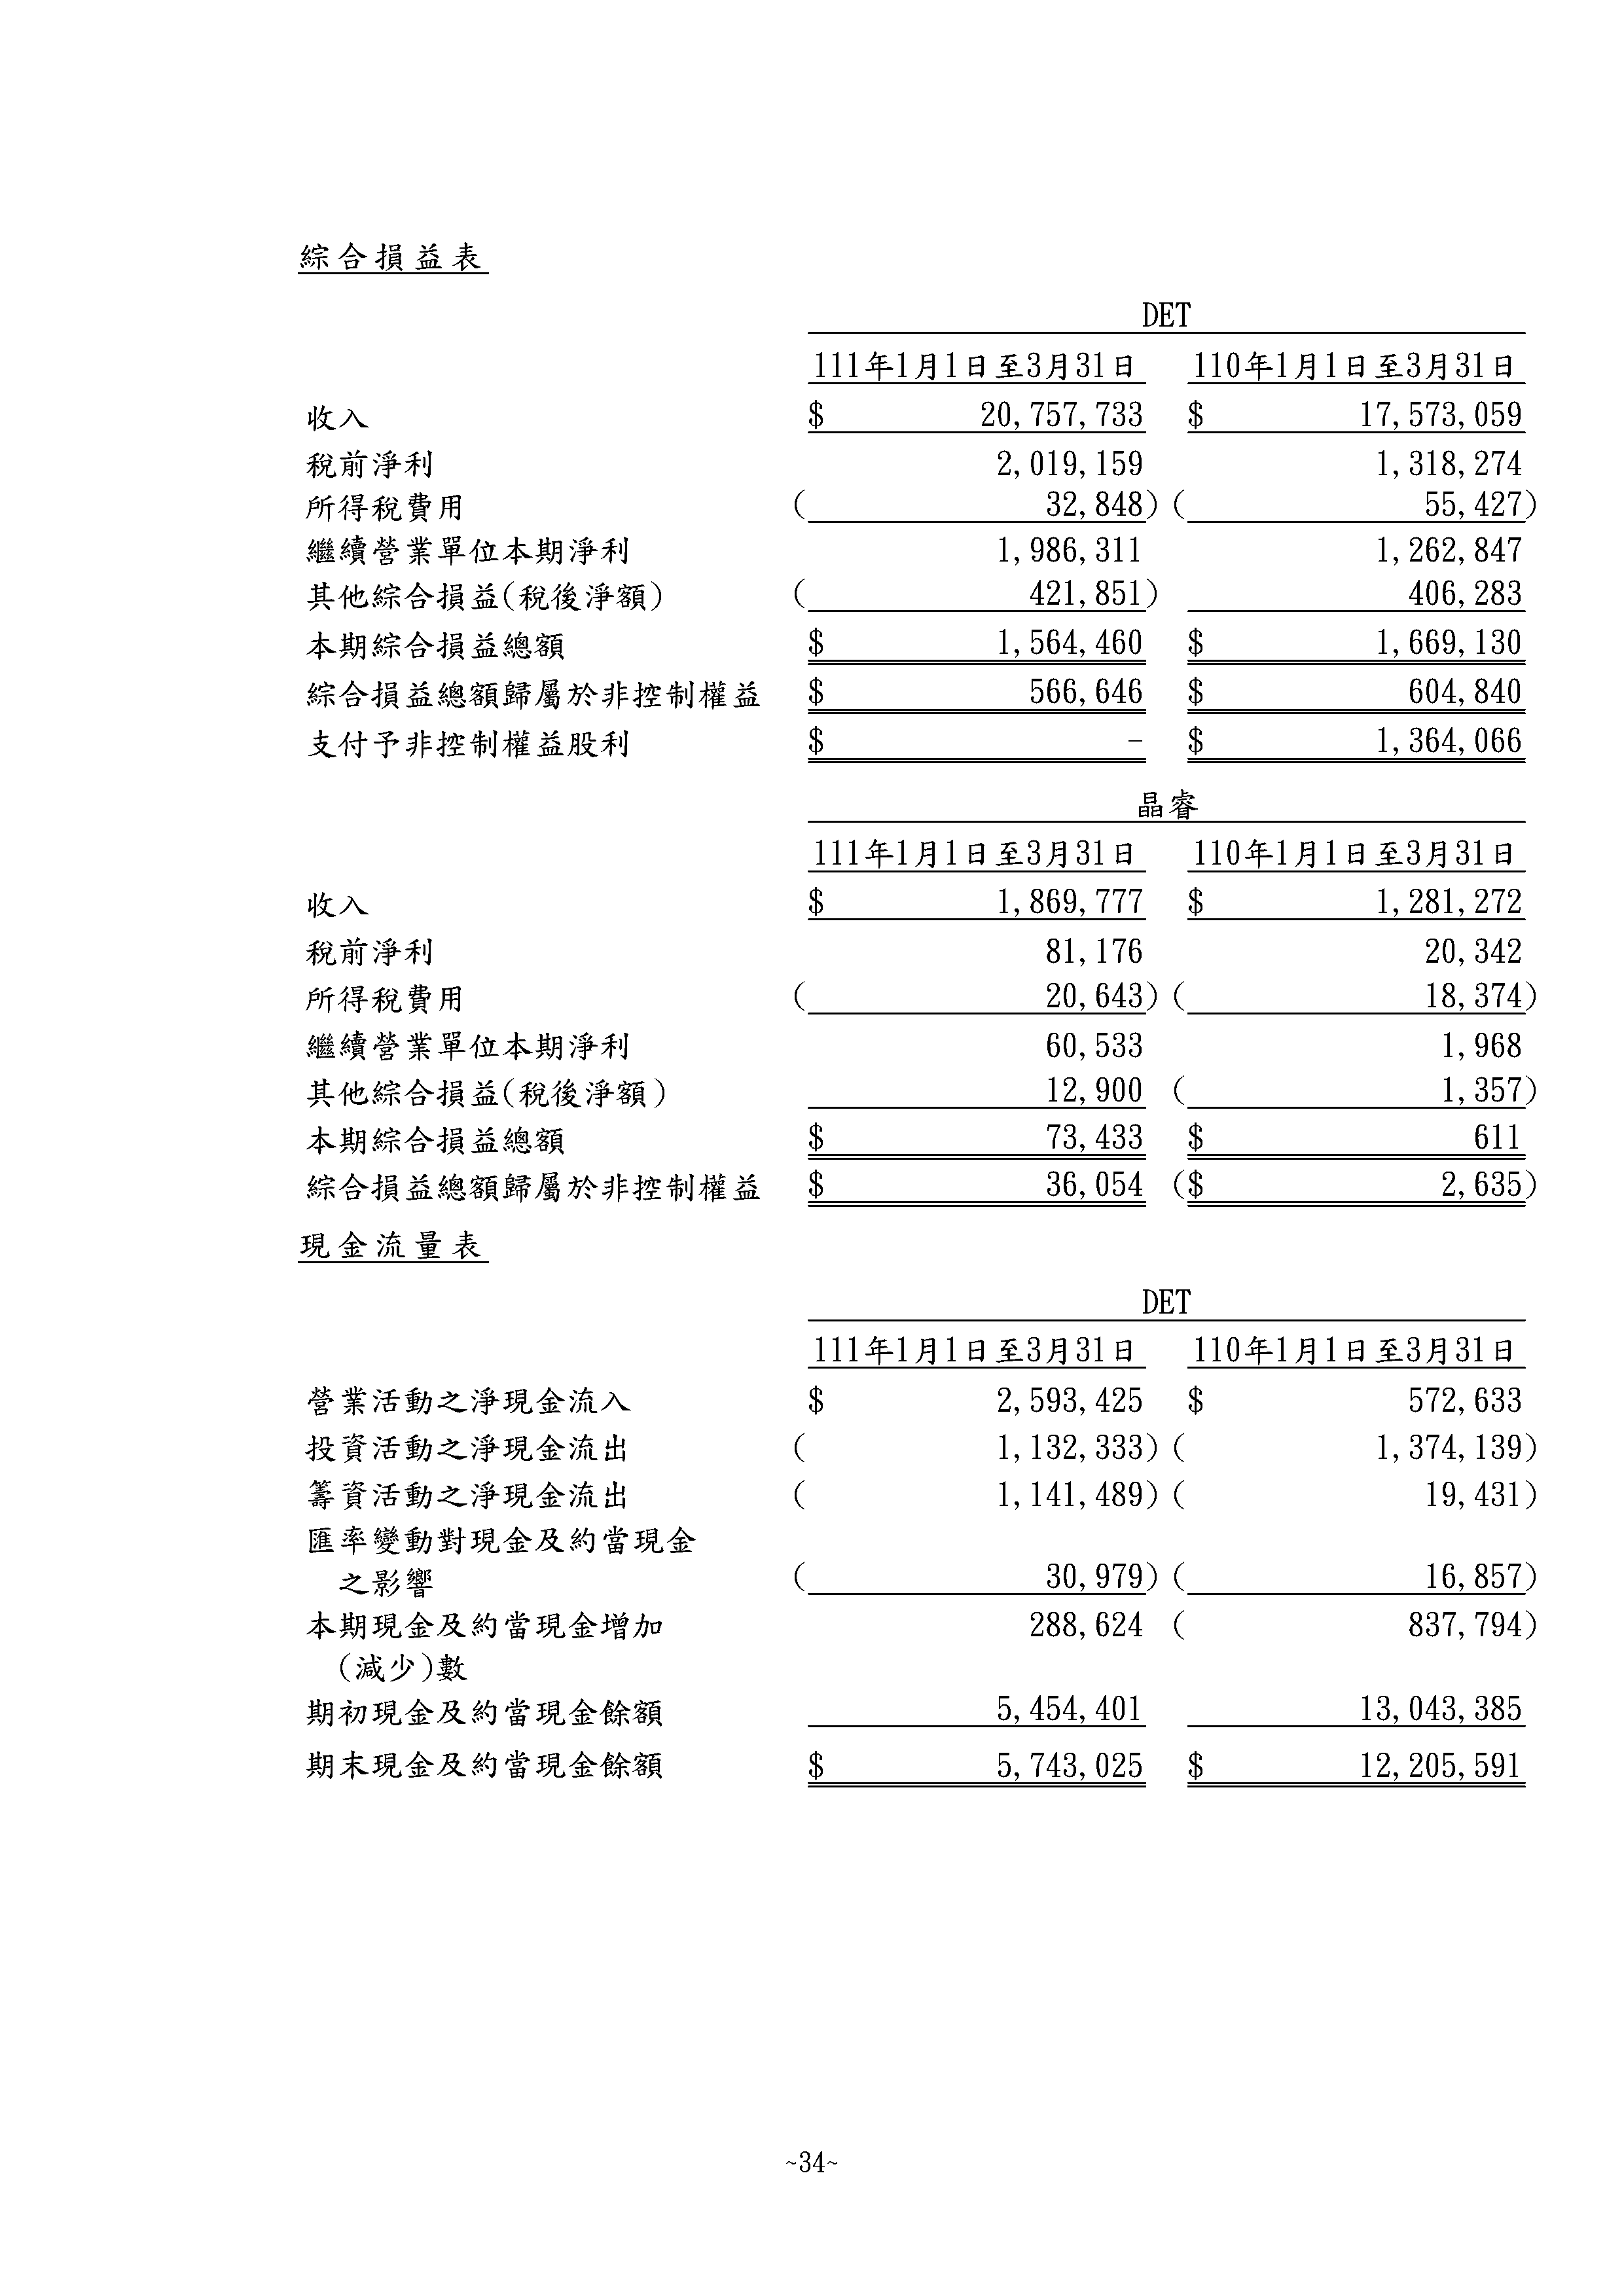 綜合損益表
DET
111年1月1日至3月31日 110年1月1日至3月31日
收入 $ 20,757,733 $ 17,573,059
稅前淨利 2,019,159 1,318,274
所得稅費用 ( 32,848) ( 55,427)
繼續營業單位本期淨利 1,986,311 1,262,847
其他綜合損益(稅後淨額) ( 421,851) 406,283
本期綜合損益總額 $ 1,564,460 $ 1,669,130
綜合損益總額歸屬於非控制權益 $ 566,646 $ 604,840
支付予非控制權益股利 $ - $ 1,364,066
晶睿
111年1月1日至3月31日 110年1月1日至3月31日
收入 $ 1,869,777 $ 1,281,272
稅前淨利 81,176 20,342
所得稅費用 ( 20,643) ( 18,374)
繼續營業單位本期淨利 60,533 1,968
其他綜合損益(稅後淨額) 12,900 ( 1,357)
本期綜合損益總額 $ 73,433 $ 611
綜合損益總額歸屬於非控制權益 $ 36,054 ($ 2,635)
現金流量表
DET
111年1月1日至3月31日 110年1月1日至3月31日
營業活動之淨現金流入 $ 2,593,425 $ 572,633
投資活動之淨現金流出 ( 1,132,333) ( 1,374,139)
籌資活動之淨現金流出 ( 1,141,489) ( 19,431)
匯率變動對現金及約當現金
之影響 ( 30,979) ( 16,857)
本期現金及約當現金增加 288,624 ( 837,794)
(減少)數
期初現金及約當現金餘額 5,454,401 13,043,385
期末現金及約當現金餘額 $ 5,743,025 $ 12,205,591
~34~